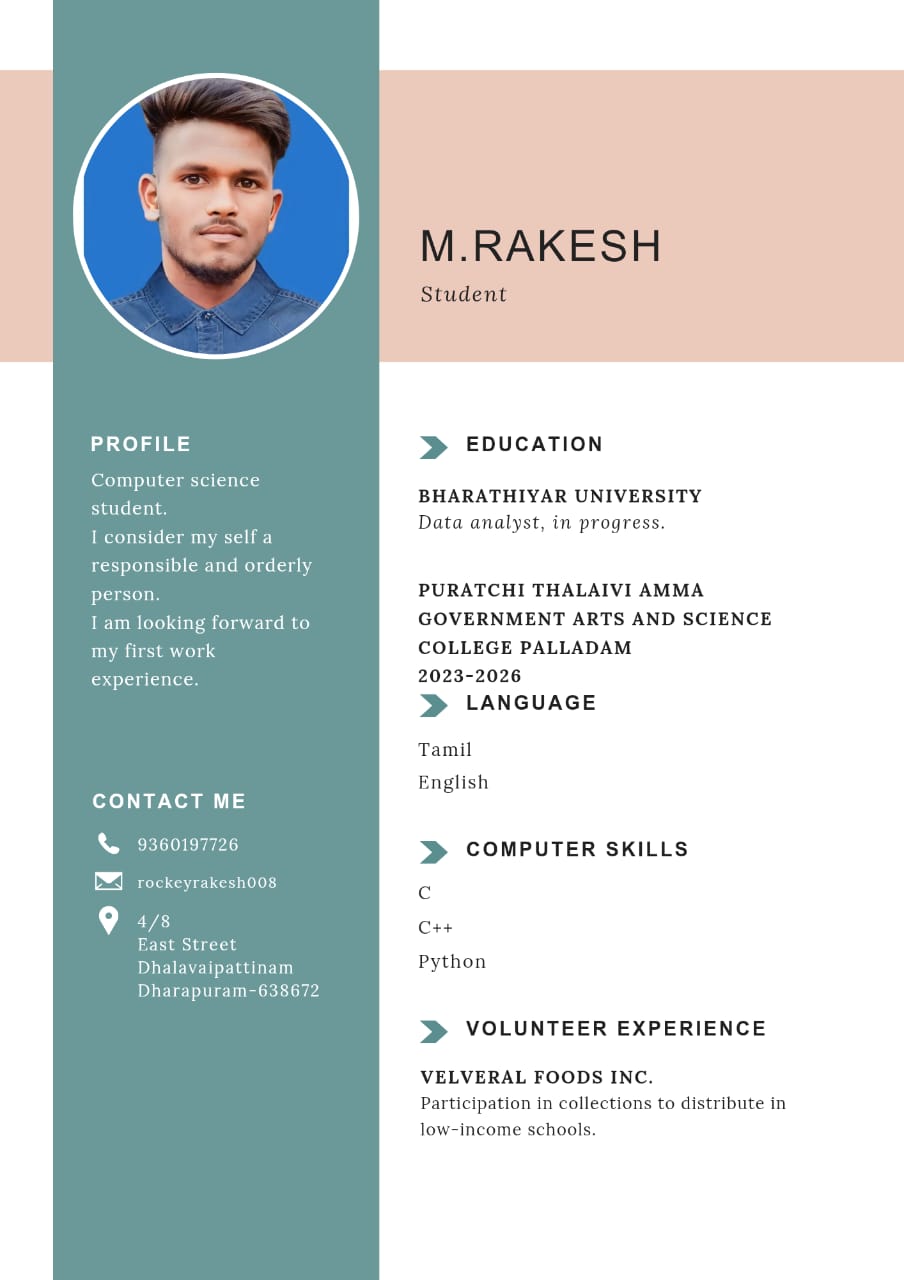 M.RAKESH
Student
PROFILE
Computer science
student.
I consider my self a
responsible and orderly
person.
I am looking forward to
my first work
experience.
CONTACT ME
9360197726
rockeyrakesh008
4/8
East Street
Dhalavaipattinam
Dharapuram-638672
EDUCATION
BHARATHIYAR UNIVERSITY
Data analyst, in progress.
PURATCHI THALAIVI AMMA
GOVERNMENT ARTS AND SCIENCE
COLLEGE PALLADAM
2023-2026
LANGUAGE
Tamil
English
COMPUTER SKILLS
C
C++
Python
VOLUNTEER EXPERIENCE
VELVERAL FOODS INC.
Participation in collections to distribute in
low-income schools.